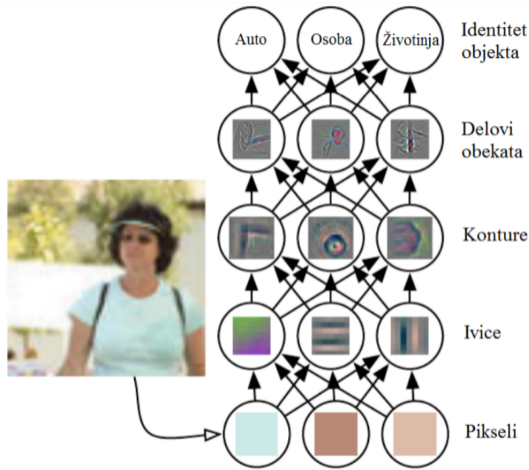 Auto
Osoba
Životinja
Identitet
objekta
Delovi
obekata
Konture
Ivice
Pikseli